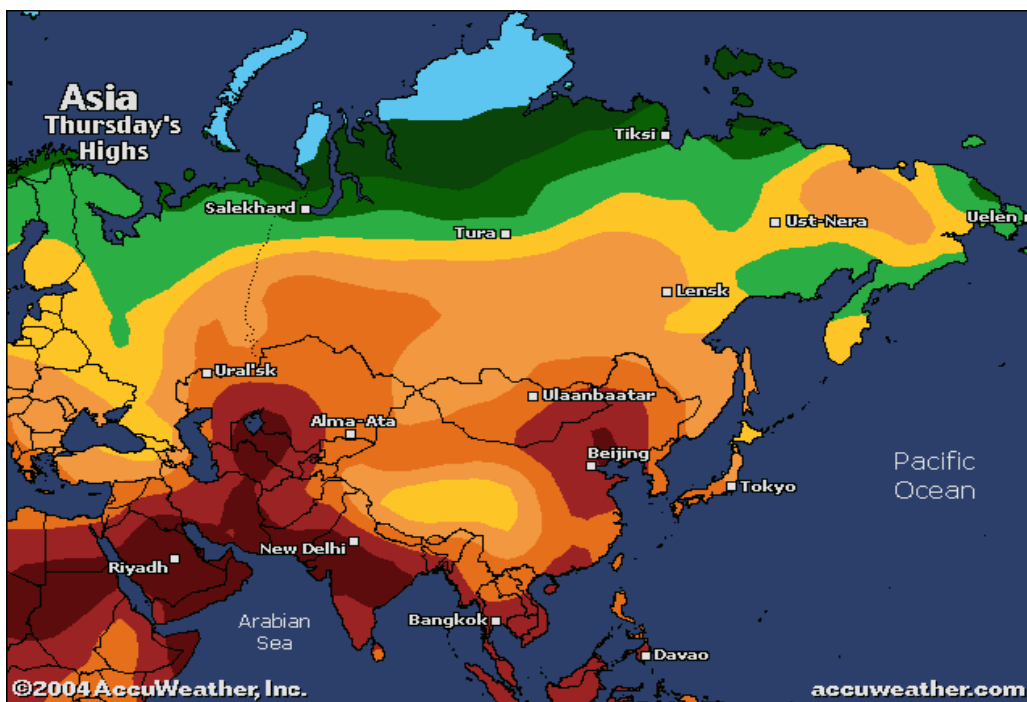 Asia
Thursday's
Highs
Tiksi
Salekhard
Tura
Ust-Nera
Uelen
Lensk
Ural'sk
Ulaanbaatar
Alma-Ata
Beijing
Pacific
Ocean
Tokyo
New Delhi
Riyadh
Arabian
Sea
Bangkok
Davao
©2004 AccuWeather, Inc.
accuweather.com